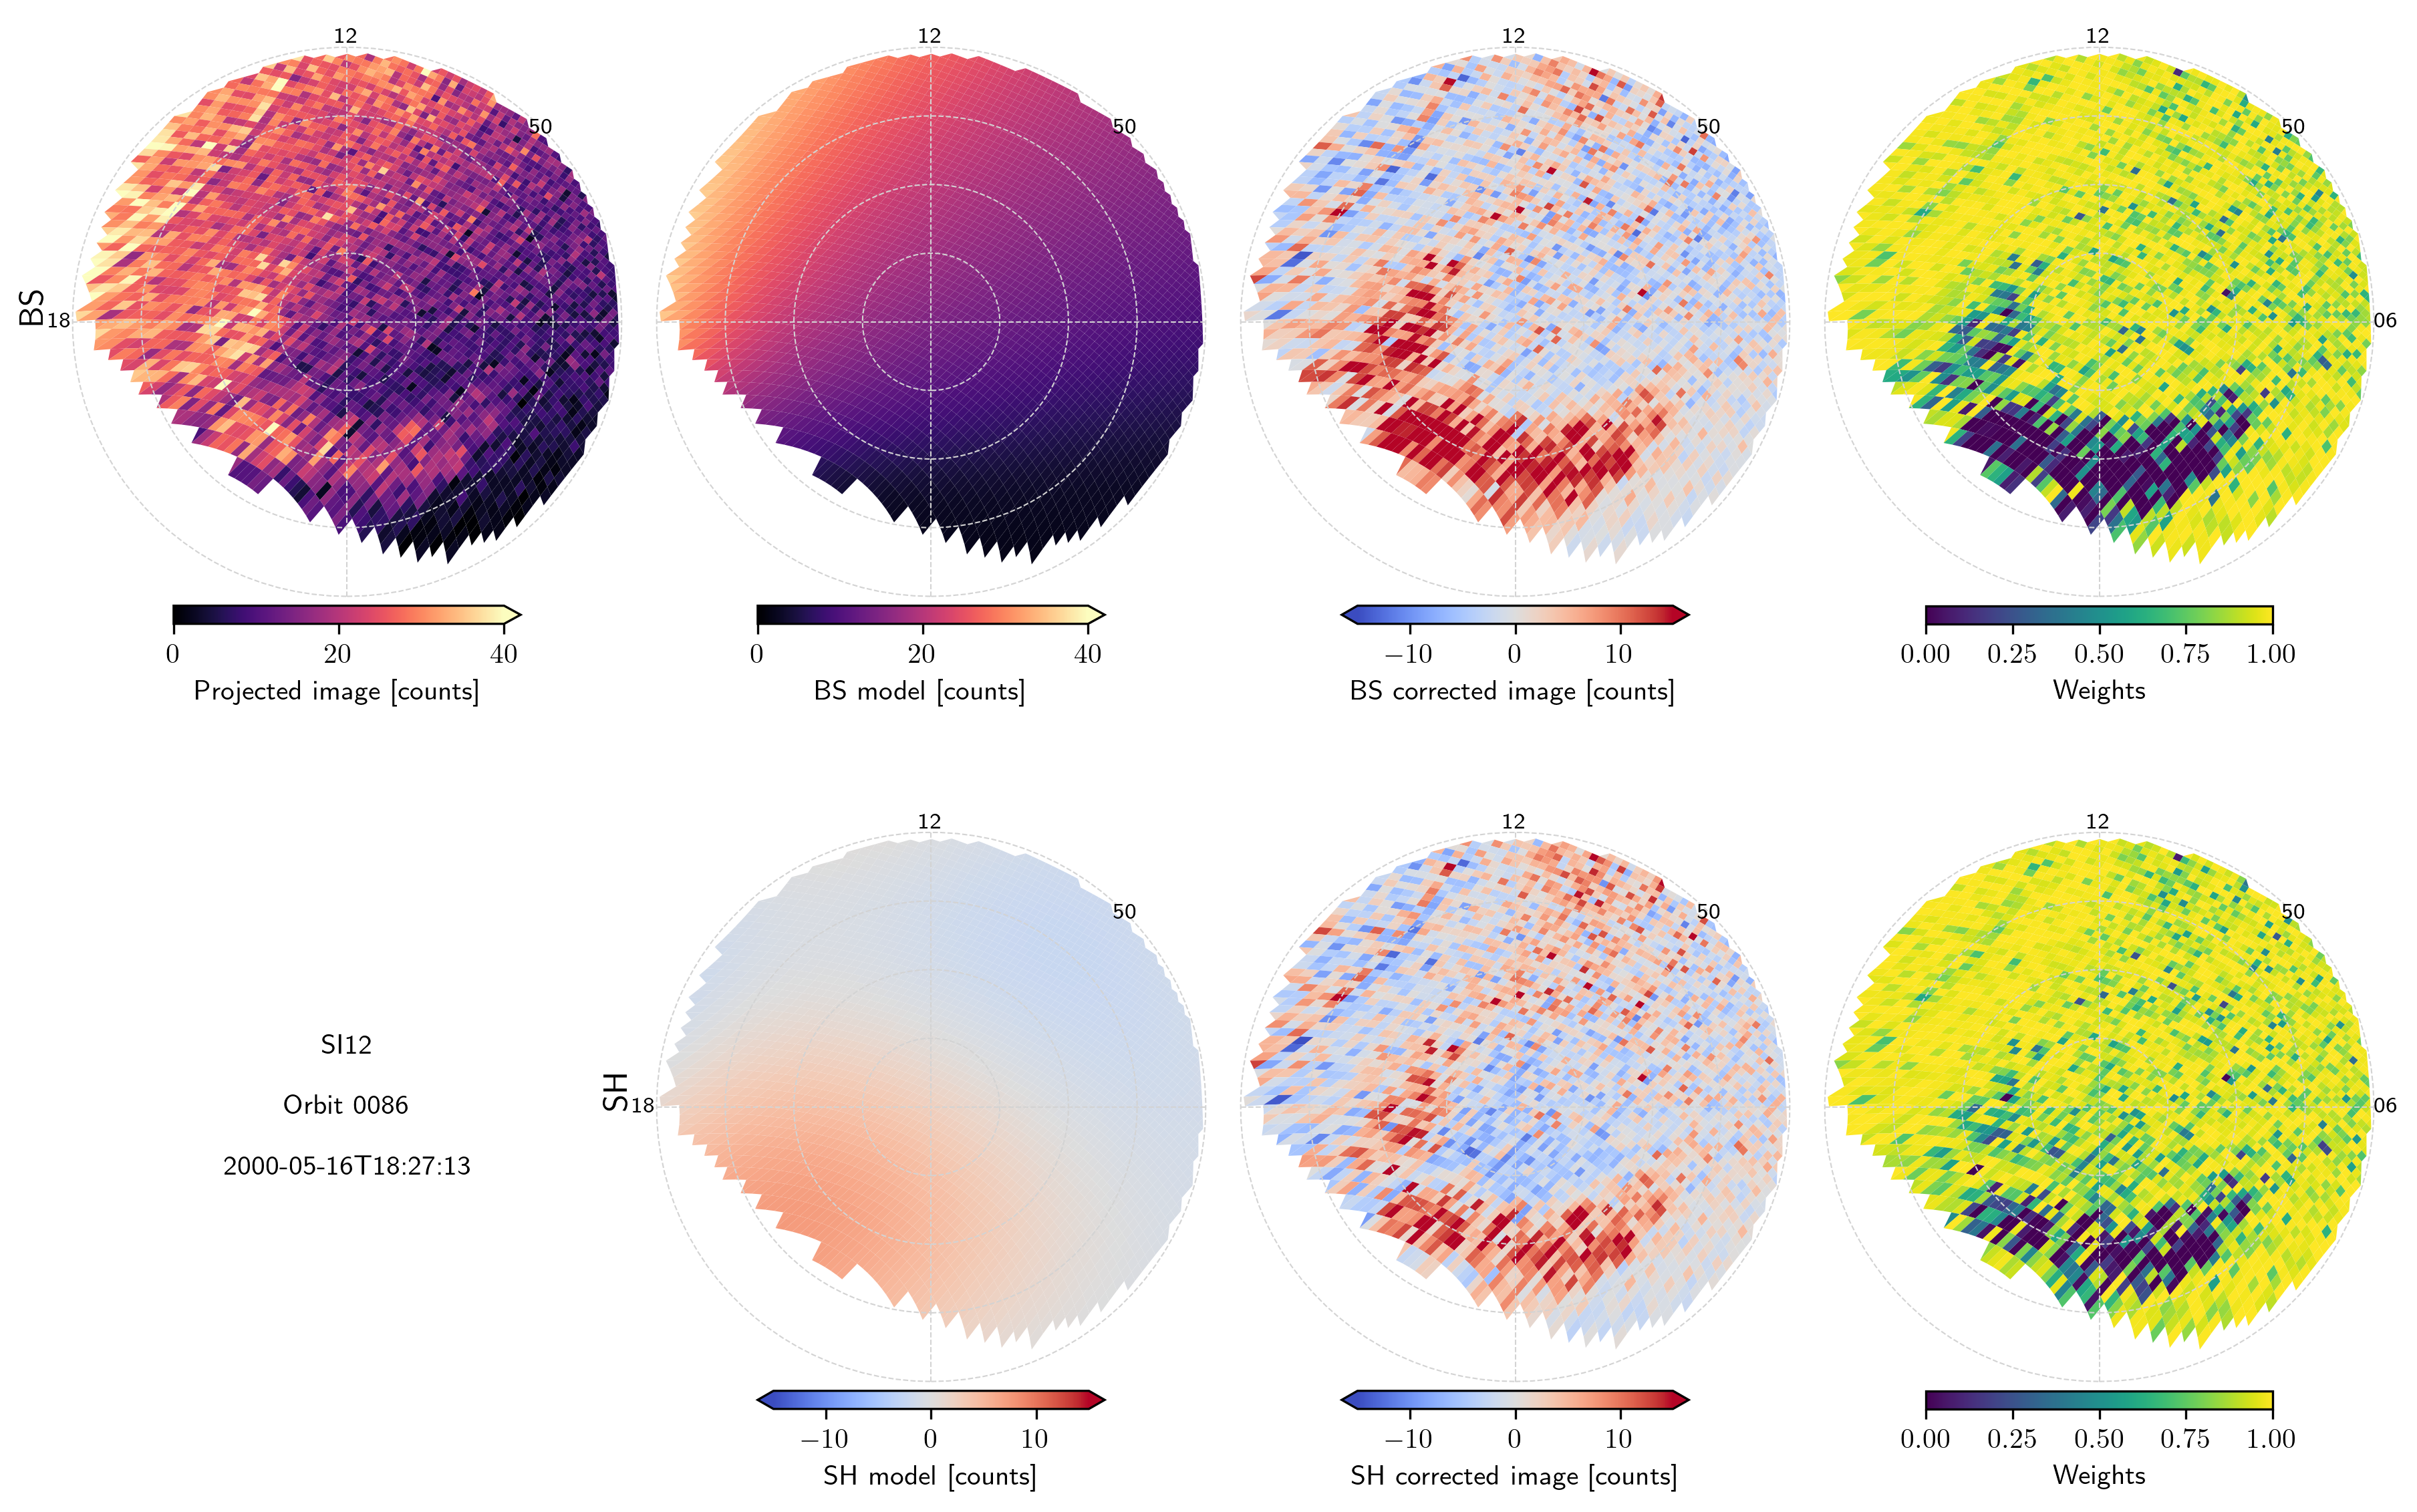 12 12 12 12
50 50 50 50
BS
18 06
0 20 40 0 20 40 −10 0 10 0.00 0.25 0.50 0.75 1.00
Projected image [counts] BS model [counts] BS corrected image [counts] Weights
12 12 12
50 50 50
SI12
Orbit 0086
2000-05-16T18:27:13
SH
18 06
−10 0 10 −10 0 10 0.00 0.25 0.50 0.75 1.00
SH model [counts] SH corrected image [counts] Weights